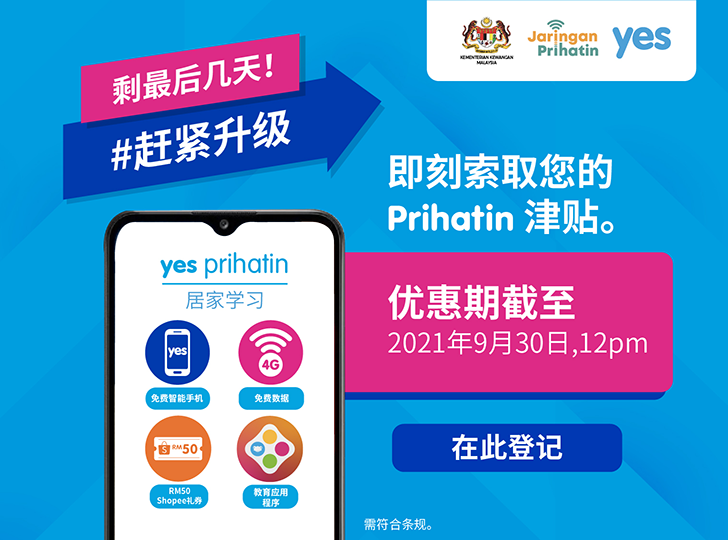 KEMENTERIAN KEWANGAN
MALAYSIA
Jaringan
Prihatin
yes
剩最后几天!
#赶紧升级
即刻索取您的
Prihatin 津贴。
优惠期截至
2021年9月30日,12pm
在此登记
yes prihatin
居家学习
yes
4G
免费智能手机
免费数据
RM50
RM50
Shopee礼券
教育应用
程序
需符合条规。